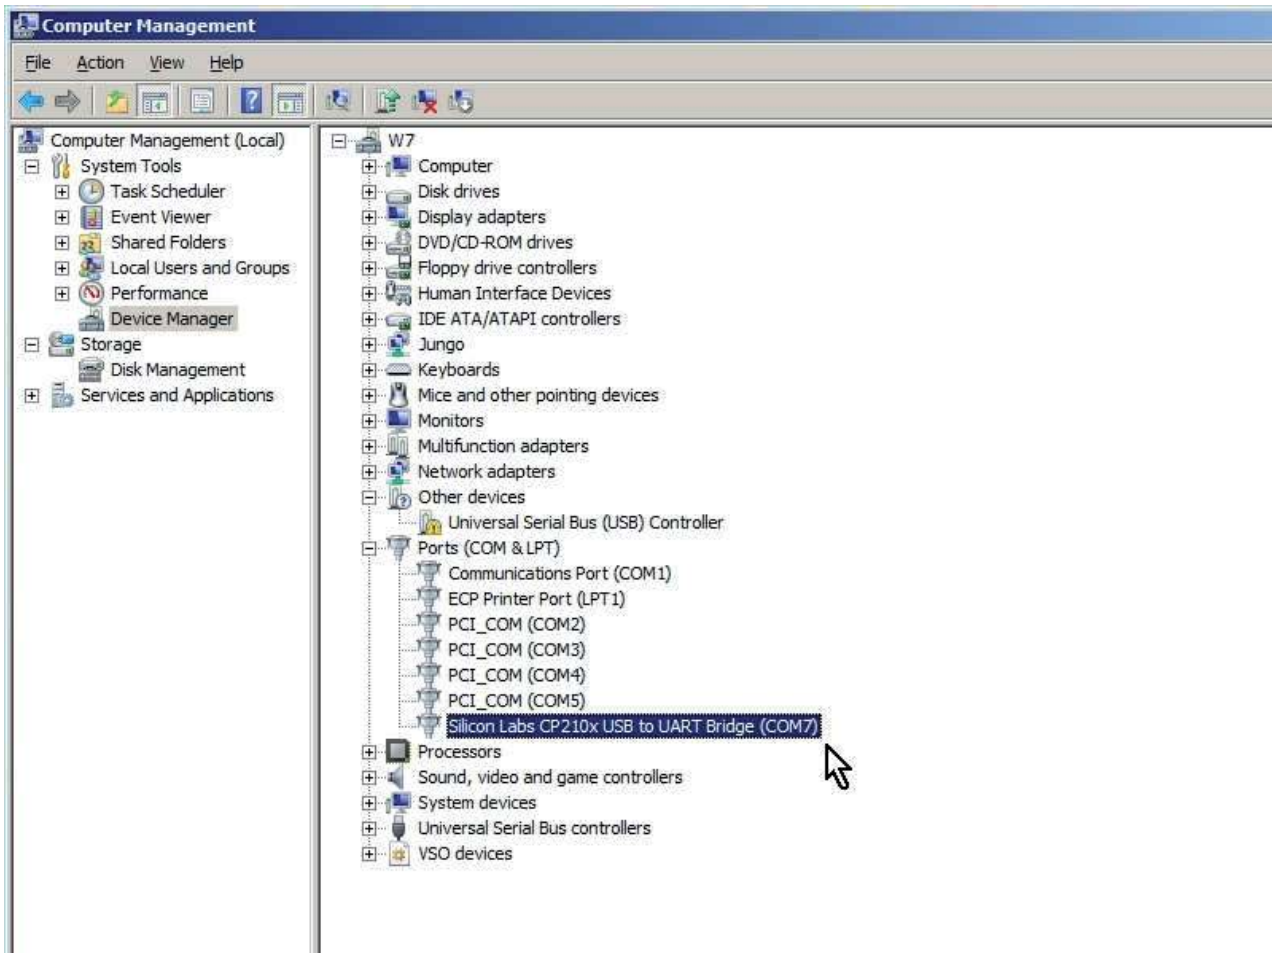 Computer Management
File Action View Help
Computer Management (Local)
System Tools
Task Scheduler
Event Viewer
Shared Folders
Local Users and Groups
Performance
Device Manager
Storage
Disk Management
Services and Applications
W7
Computer
Disk drives
Display adapters
DVD/CD-ROM drives
Floppy drive controllers
Human Interface Devices
IDE ATA/ATAPI controllers
Jungo
Keyboards
Mice and other pointing devices
Monitors
Multifunction adapters
Network adapters
Other devices
Universal Serial Bus (USB) Controller
Ports (COM & LPT)
Communications Port (COM1)
ECP Printer Port (LPT1)
PCI_COM (COM2)
PCI_COM (COM3)
PCI_COM (COM4)
PCI_COM (COM5)
Silicon Labs CP210x USB to UART Bridge (COM7)
Processors
Sound, video and game controllers
System devices
Universal Serial Bus controllers
VSO devices